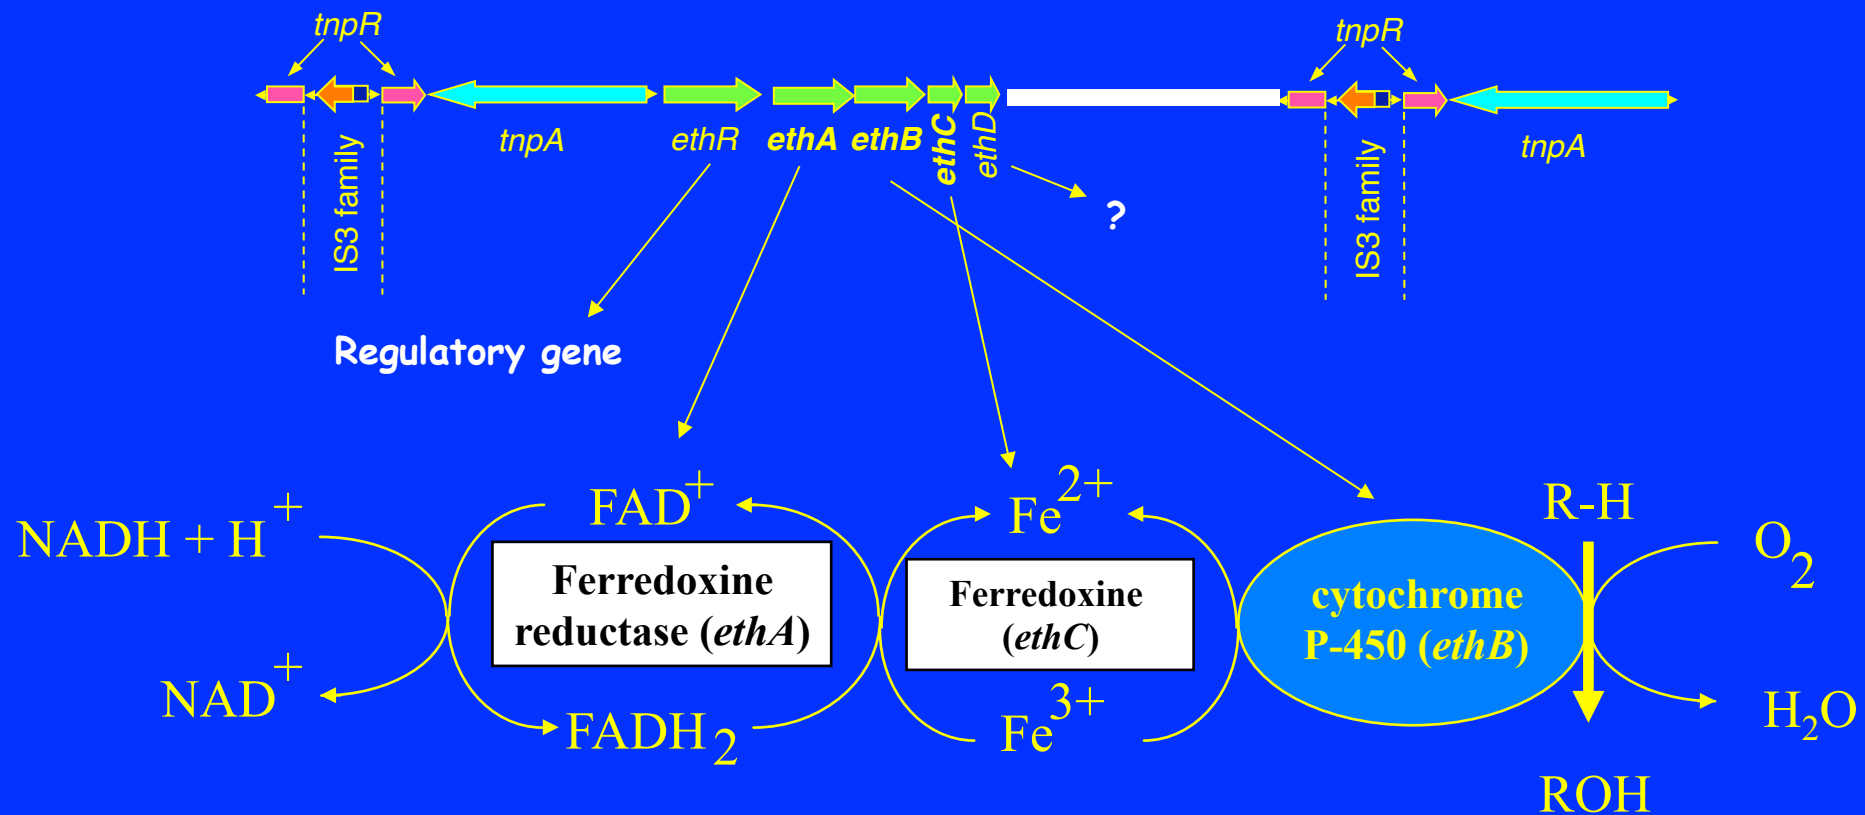 tnpR
tnpR
tnpA
ethR
ethA
ethB
ethC
ethD
tnpA
IS3 family
IS3 family
?
Regulatory gene
NADH + H+
FAD+
Fe2+
R-H
O2
Ferredoxine
reductase (ethA)
Ferredoxine
(ethC)
cytochrome
P-450 (ethB)
NAD+
FADH2
Fe3+
H2O
ROH